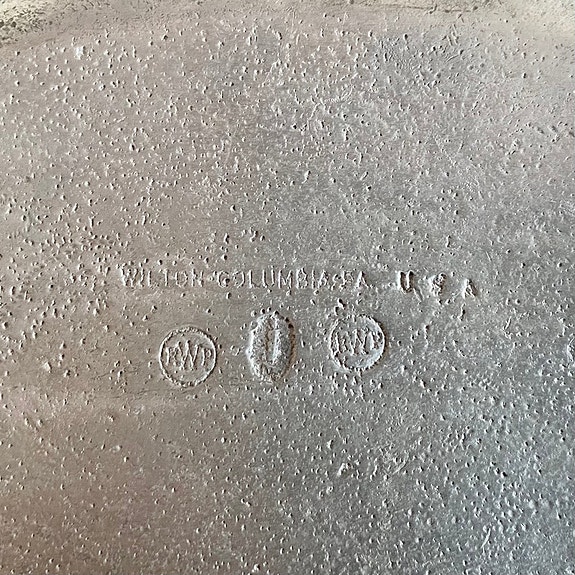 WILTON COLUMBIA, PA. U S A
RWP RWP